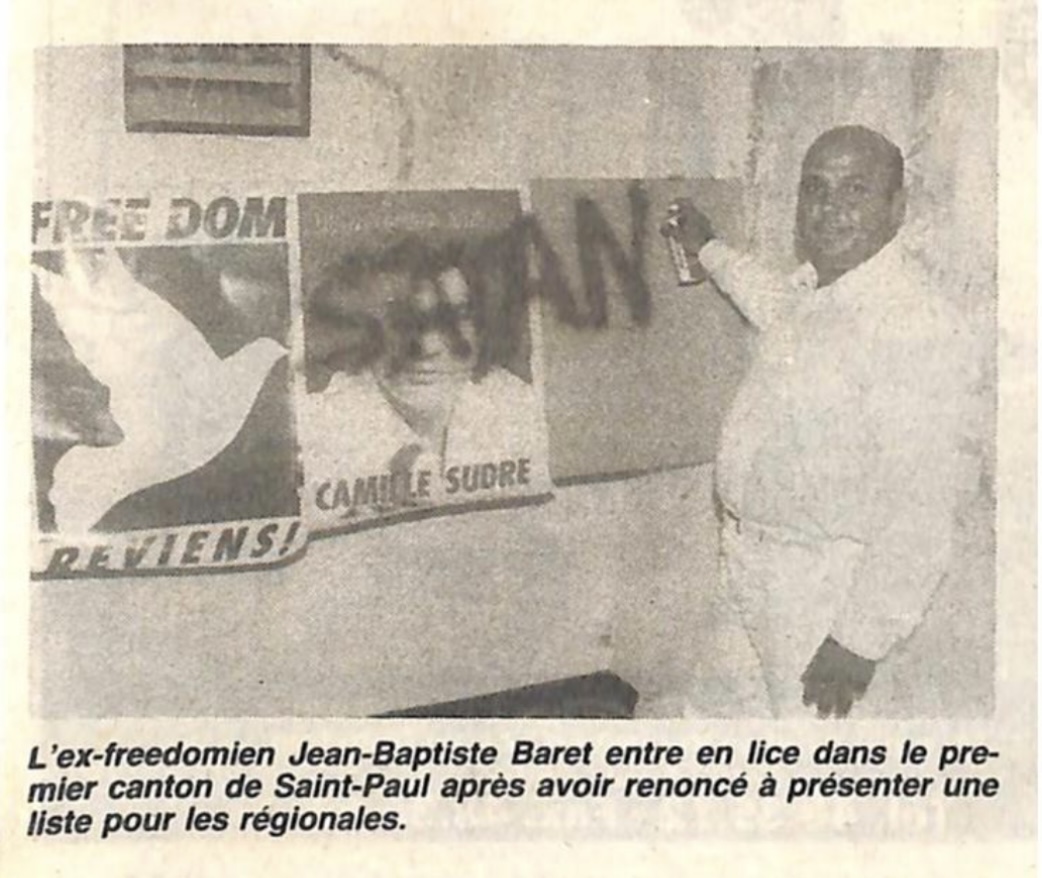 FREE DOM
REVIENS!
SATAN
CAMILLE SUDRE
L'ex-freedomien Jean-Baptiste Baret entre en lice dans le pre-
mier canton de Saint-Paul après avoir renoncé à présenter une
liste pour les régionales.